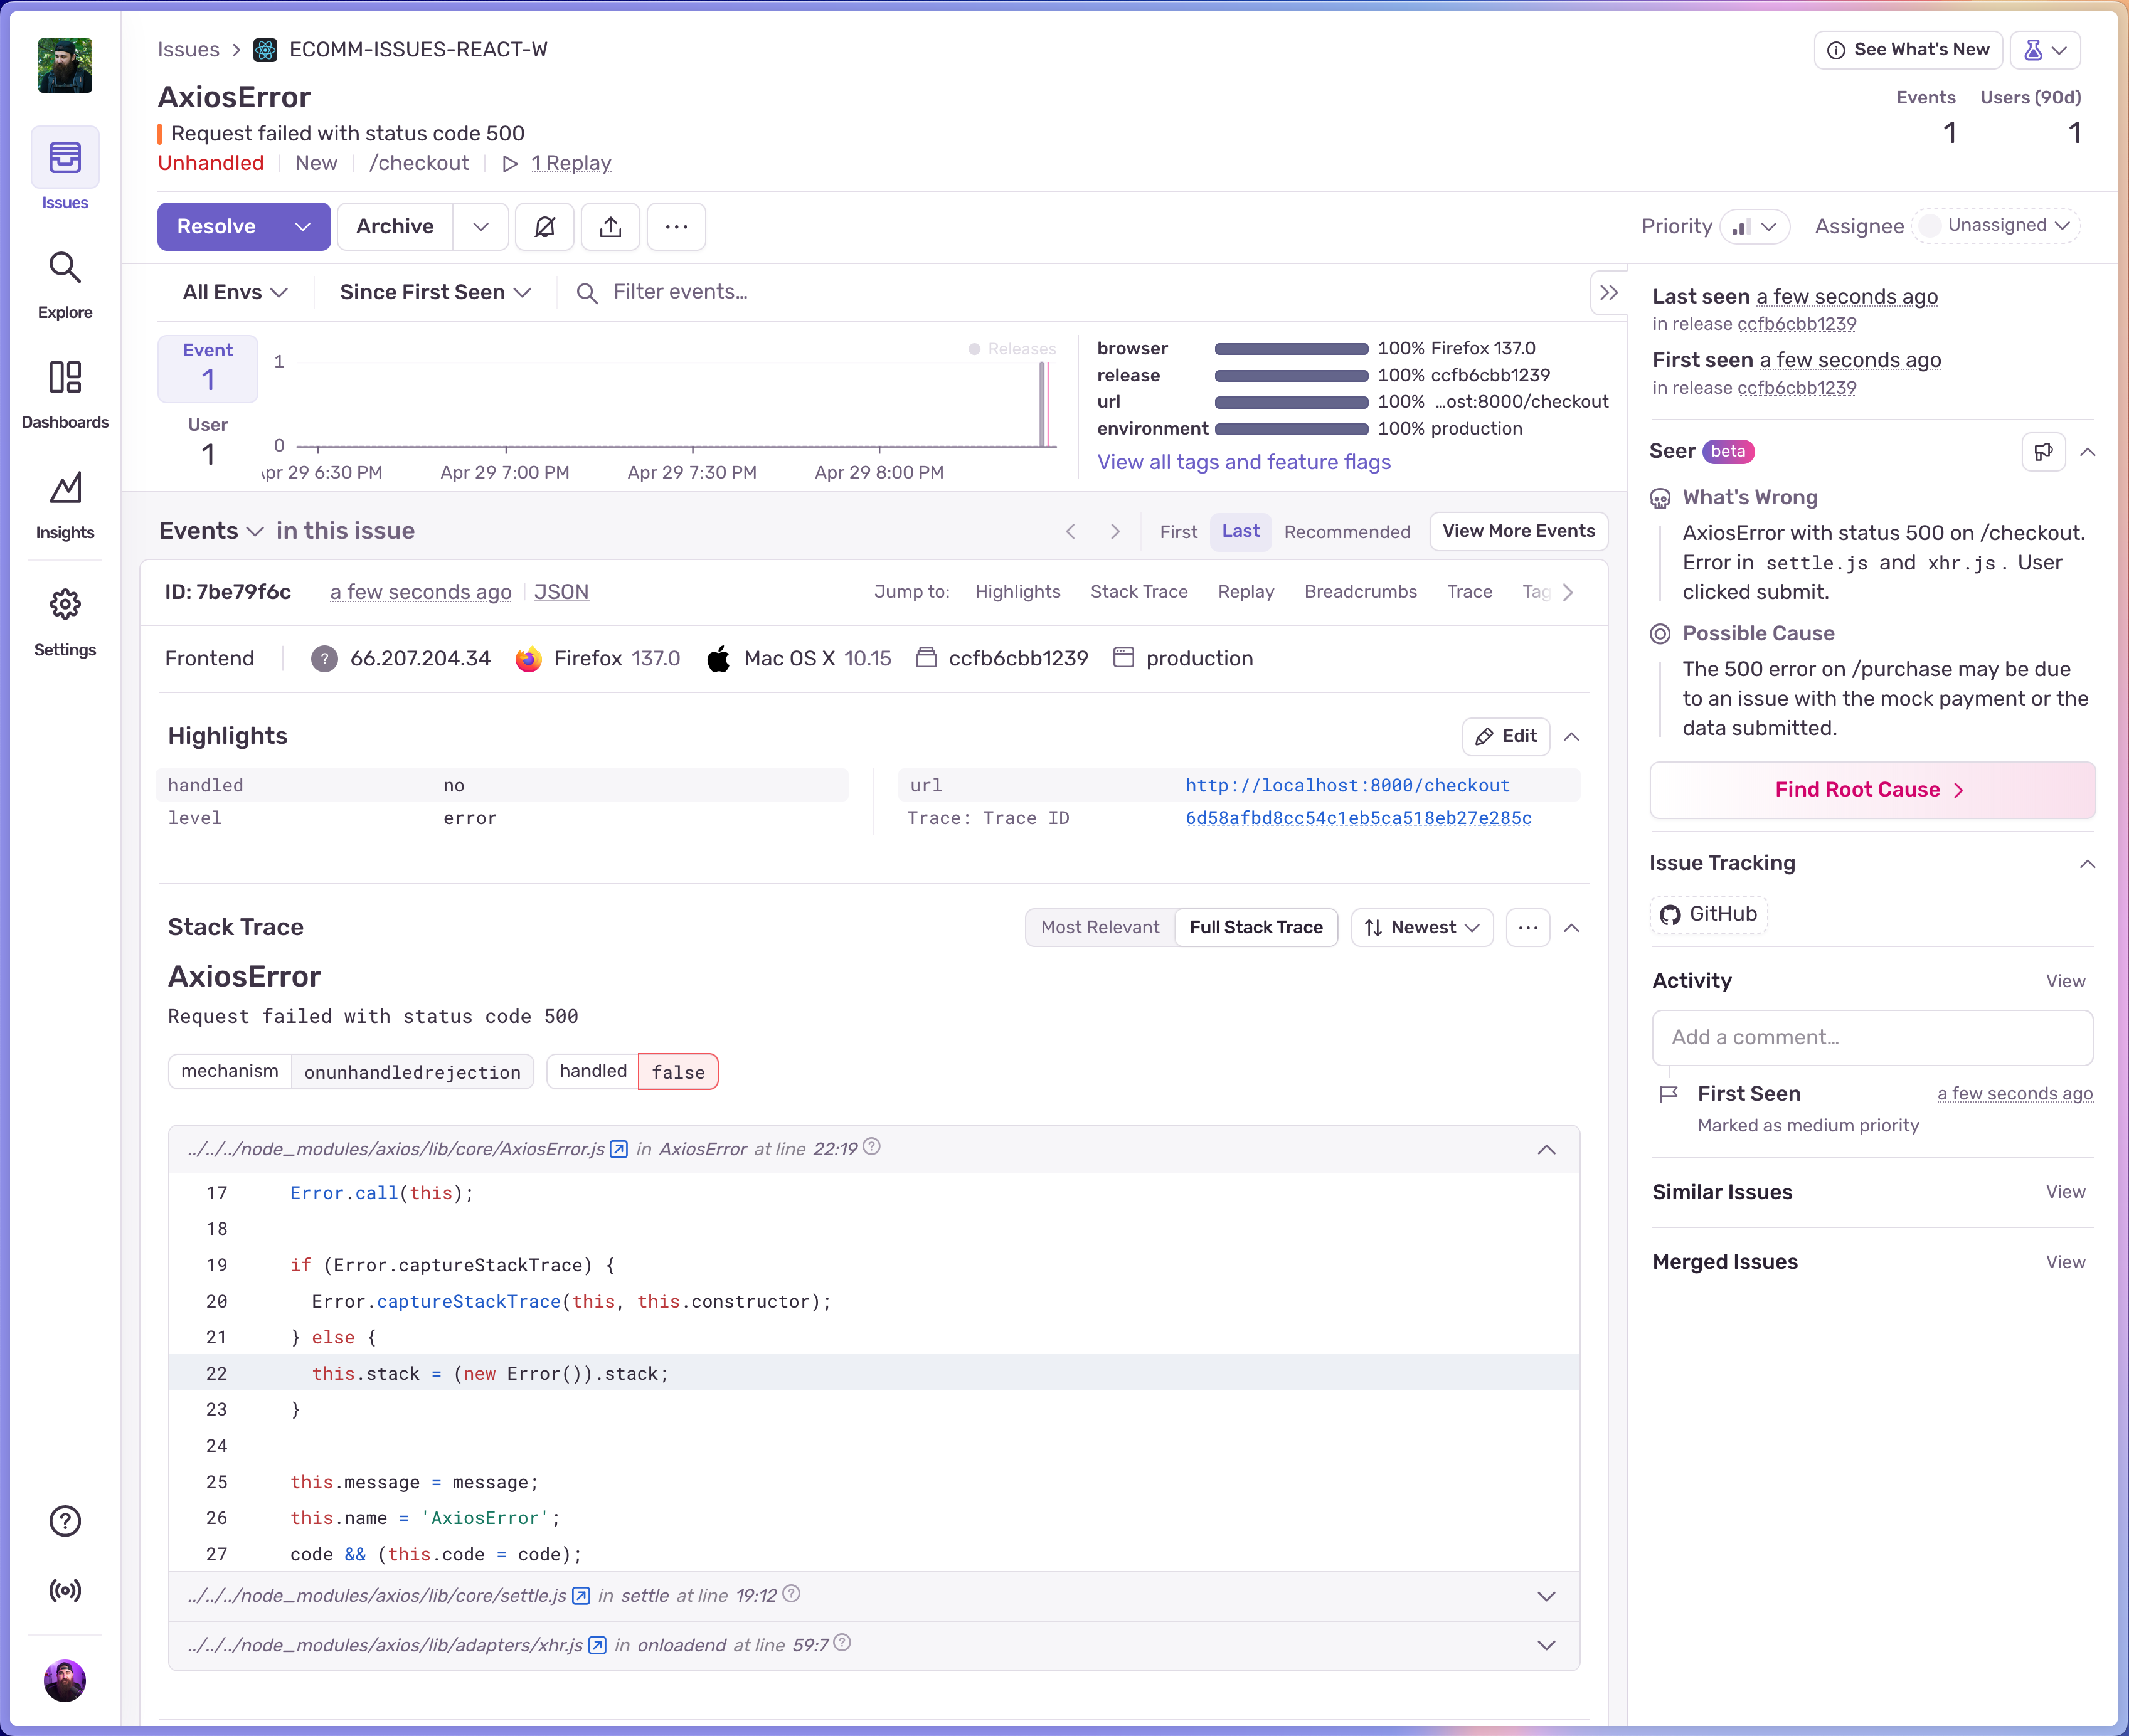 Issues > ECOMM-ISSUES-REACT-W
See What's New
AxiosError
Events Users (90d)
Request failed with status code 500
1 1
Unhandled New /checkout 1 Replay
Resolve Archive
Priority Assignee Unassigned
Issues
Explore
Dashboards
Insights
Settings
All Envs Since First Seen Filter events…
Event
1
User
1
1
0
Releases
pr 29 6:30 PM Apr 29 7:00 PM Apr 29 7:30 PM Apr 29 8:00 PM
browser 100% Firefox 137.0
release 100% ccfb6cbb1239
url 100% …ost:8000/checkout
environment 100% production
View all tags and feature flags
Events in this issue
First Last Recommended View More Events
ID: 7be79f6c a few seconds ago JSON
Jump to: Highlights Stack Trace Replay Breadcrumbs Trace Tag
Frontend ? 66.207.204.34 Firefox 137.0 Mac OS X 10.15 ccfb6cbb1239 production
Highlights
Edit
handled no
level error
url http://localhost:8000/checkout
Trace: Trace ID 6d58afbd8cc54c1eb5ca518eb27e285c
Stack Trace
Most Relevant Full Stack Trace Newest
AxiosError
Request failed with status code 500
mechanism onunhandledrejection handled false
../../../node_modules/axios/lib/core/AxiosError.js in AxiosError at line 22:19 ?
17 Error.call(this);
18
19 if (Error.captureStackTrace) {
20 Error.captureStackTrace(this, this.constructor);
21 } else {
22 this.stack = (new Error()).stack;
23 }
24
25 this.message = message;
26 this.name = 'AxiosError';
27 code && (this.code = code);
../../../node_modules/axios/lib/core/settle.js in settle at line 19:12 ?
../../../node_modules/axios/lib/adapters/xhr.js in onloadend at line 59:7 ?
Last seen a few seconds ago
in release ccfb6cbb1239
First seen a few seconds ago
in release ccfb6cbb1239
Seer beta
What's Wrong
AxiosError with status 500 on /checkout.
Error in settle.js and xhr.js. User
clicked submit.
Possible Cause
The 500 error on /purchase may be due
to an issue with the mock payment or the
data submitted.
Find Root Cause >
Issue Tracking
GitHub
Activity View
Add a comment…
First Seen a few seconds ago
Marked as medium priority
Similar Issues View
Merged Issues View